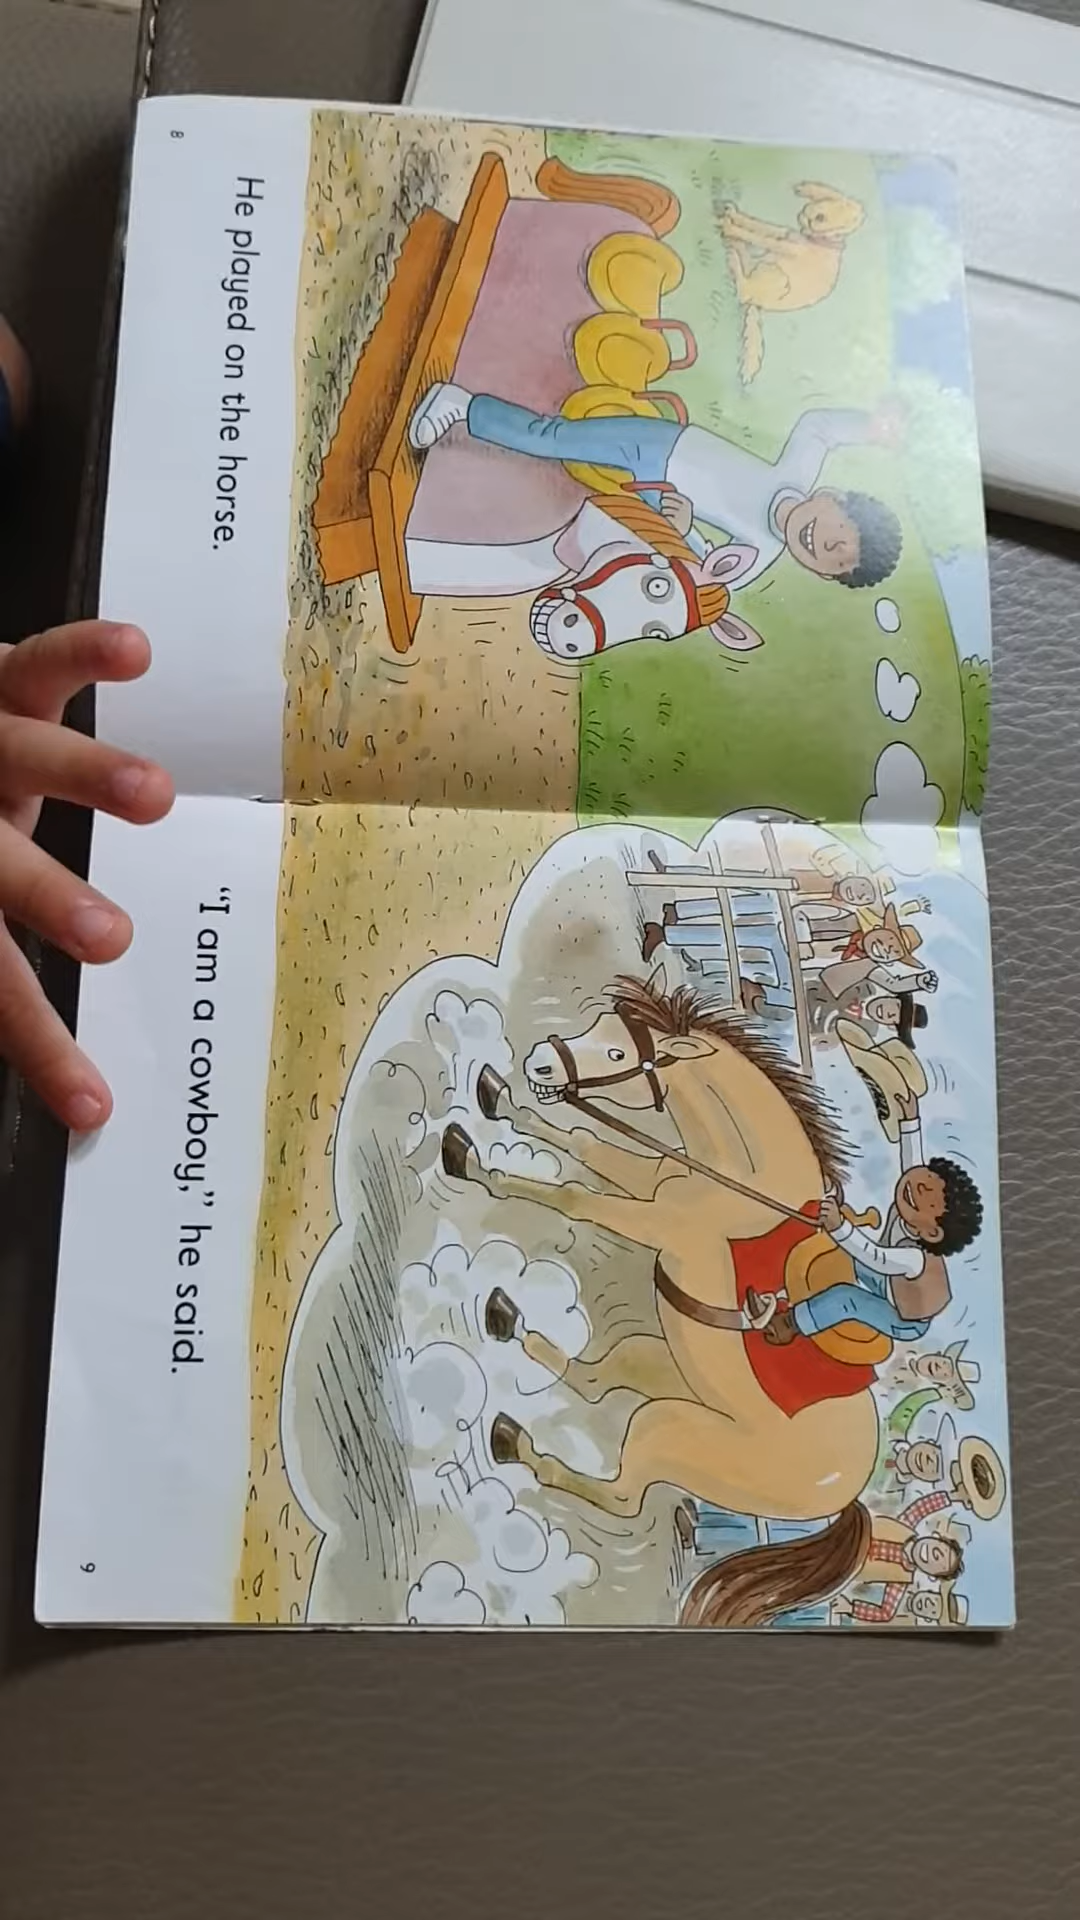 He played on the horse.
8
"I am a cowboy," he said.
9